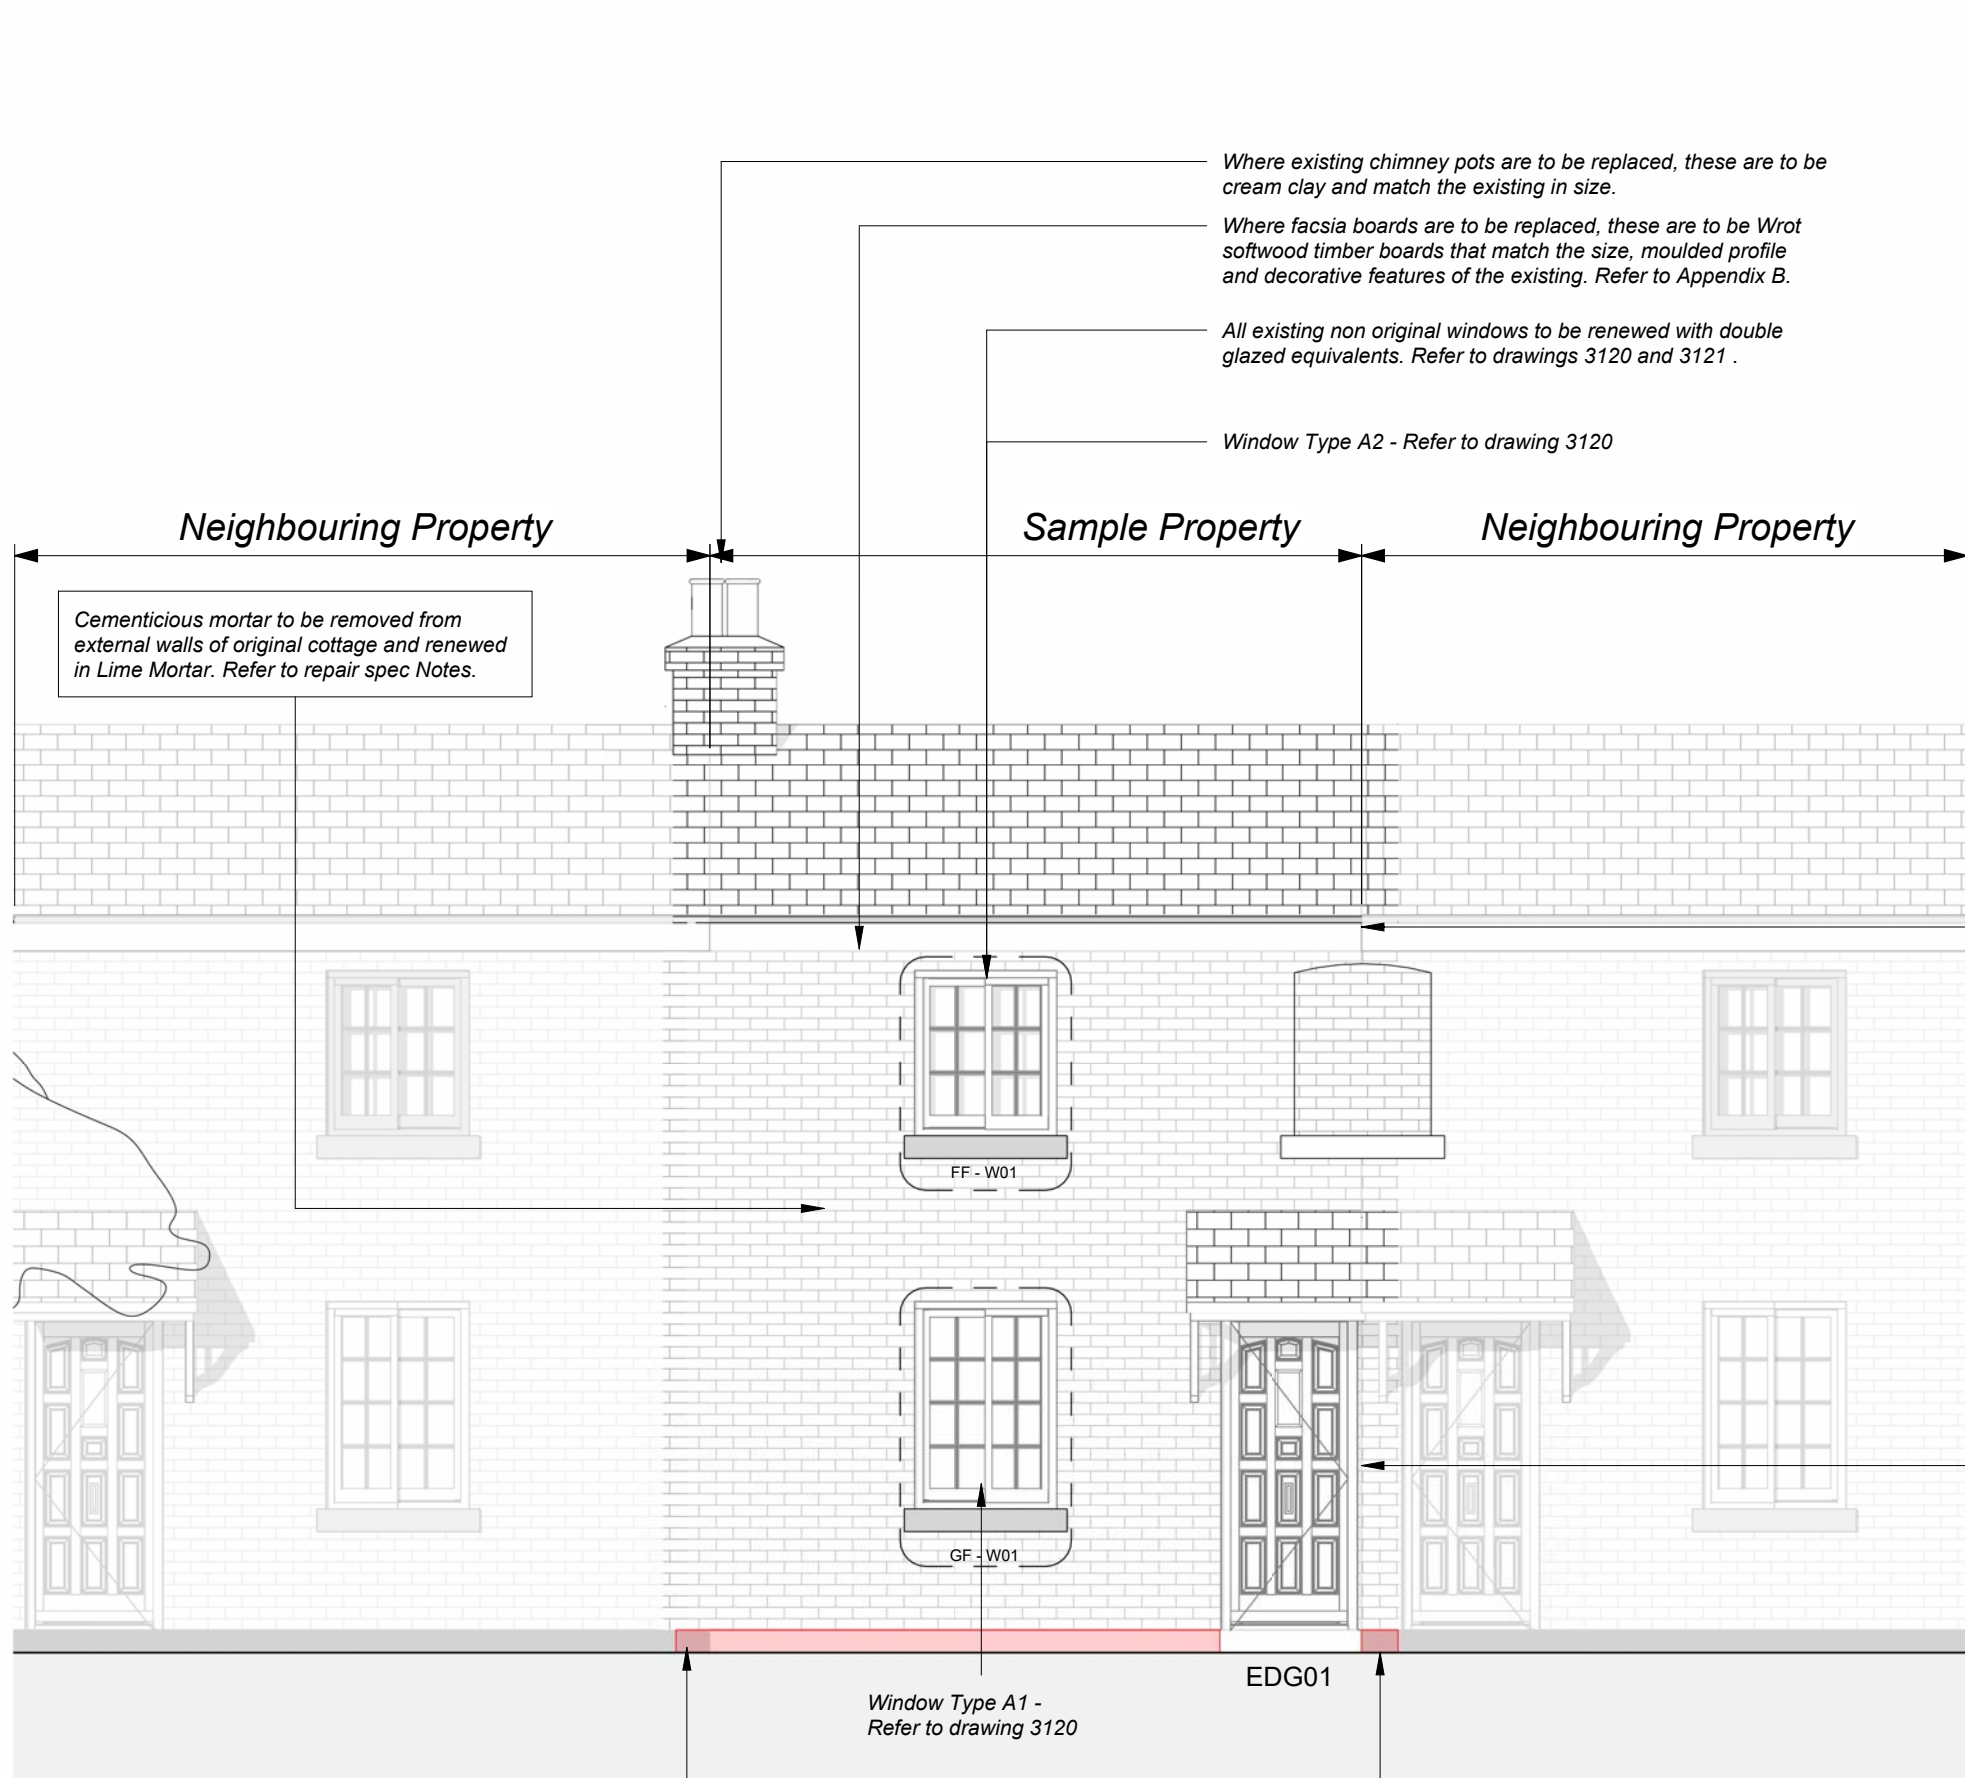 Where existing chimney pots are to be replaced, these are to be
cream clay and match the existing in size.
Where facsia boards are to be replaced, these are to be Wrot
softwood timber boards that match the size, moulded profile
and decorative features of the existing. Refer to Appendix B.
All existing non original windows to be renewed with double
glazed equivalents. Refer to drawings 3120 and 3121 .
Window Type A2 - Refer to drawing 3120
Neighbouring Property
Sample Property
Neighbouring Property
Cementicious mortar to be removed from
external walls of original cottage and renewed
in Lime Mortar. Refer to repair spec Notes.
FF - W01
GF - W01
EDG01
Window Type A1 -
Refer to drawing 3120